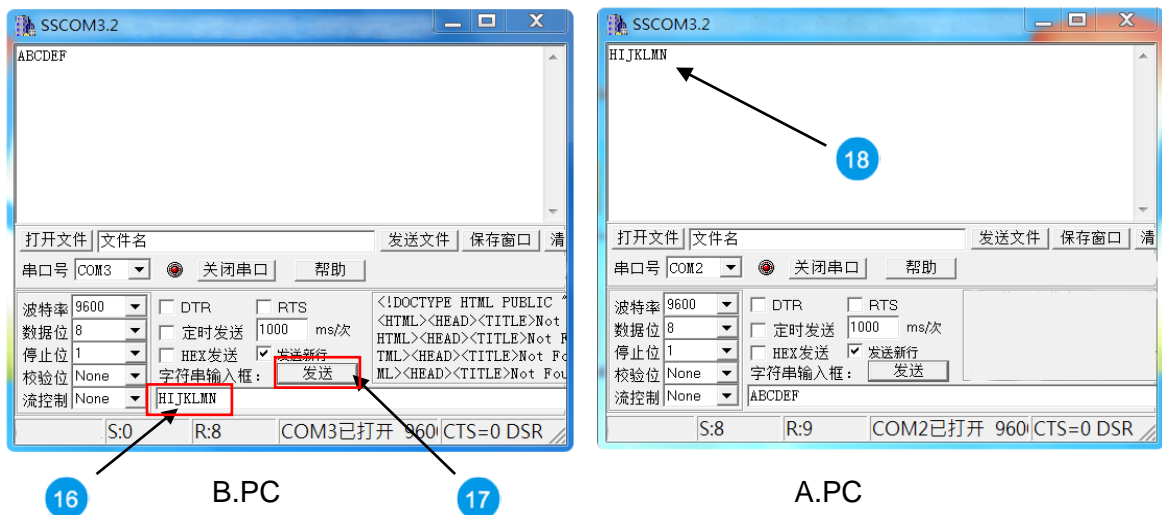 SSCOM3.2
ABCDEF
打开文件 文件名 发送文件 保存窗口 清
串口号 COM3 关闭串口 帮助
波特率 9600 DTR RTS
数据位 8 定时发送 1000 ms/次
停止位 1 HEX发送 发送新行
校验位 None 字符串输入框: 发送
流控制 None HIJKLMN
<!DOCTYPE HTML PUBLIC "
<HTML><HEAD><TITLE>Not
HTML><HEAD><TITLE>Not F
TML><HEAD><TITLE>Not Fo
ML><HEAD><TITLE>Not Fou
S:0 R:8 COM3已打开 960 CTS=0 DSR
16
B.PC
17
SSCOM3.2
HIJKLMN
18
打开文件 文件名 发送文件 保存窗口 清
串口号 COM2 关闭串口 帮助
波特率 9600 DTR RTS
数据位 8 定时发送 1000 ms/次
停止位 1 HEX发送 发送新行
校验位 None 字符串输入框: 发送
流控制 None ABCDEF
S:8 R:9 COM2已打开 960 CTS=0 DSR
A.PC